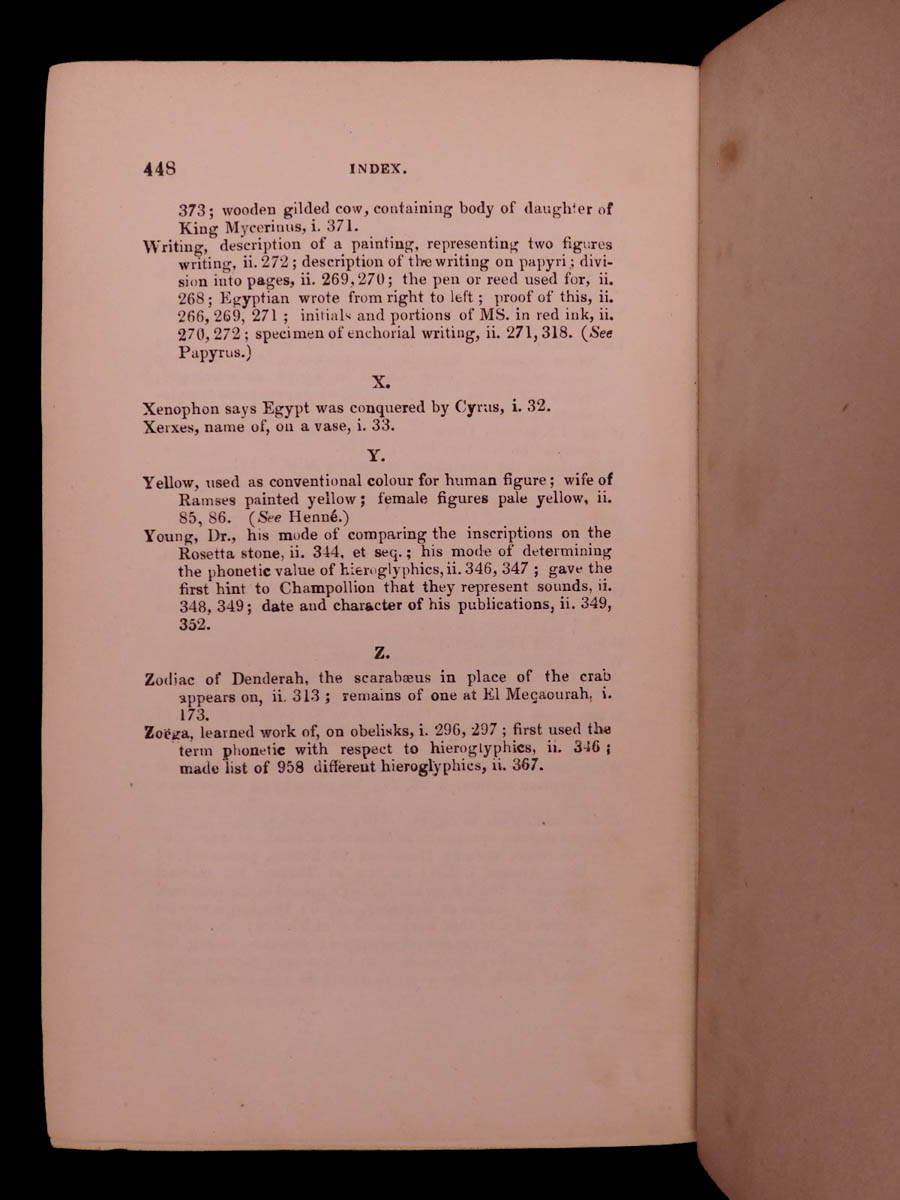 448 INDEX.
373; wooden gilded cow, containing body of daughter of
King Mycerinus, i. 371.
Writing, description of a painting, representing two figures
writing, ii. 272; description of the writing on papyri; divi-
sion into pages, ii. 269, 270; the pen or reed used for, ii.
268; Egyptian wrote from right to left; proof of this, ii.
266, 269, 271; initials and portions of MS. in red ink, ii.
270, 272; specimen of enchorial writing, ii. 271, 318. (See
Papyrus.)
X.
Xenophon says Egypt was conquered by Cyrus, i. 32.
Xerxes, name of, on a vase, i. 33.
Y.
Yellow, used as conventional colour for human figure; wife of
Ramses painted yellow; female figures pale yellow, ii.
85, 86. (See Henné.)
Young, Dr., his mode of comparing the inscriptions on the
Rosetta stone, ii. 344, et seq.; his mode of determining
the phonetic value of hieroglyphics, ii. 346, 347; gave the
first hint to Champollion that they represent sounds, ii.
348, 349; date and character of his publications, ii. 349,
352.
Z.
Zodiac of Denderah, the scarabæus in place of the crab
appears on, ii. 313; remains of one at El Meçaourah, i.
173.
Zoëga, learned work of, on obelisks, i. 296, 297; first used the
term phonetic with respect to hieroglyphics, ii. 346;
made list of 958 different hieroglyphics, ii. 367.